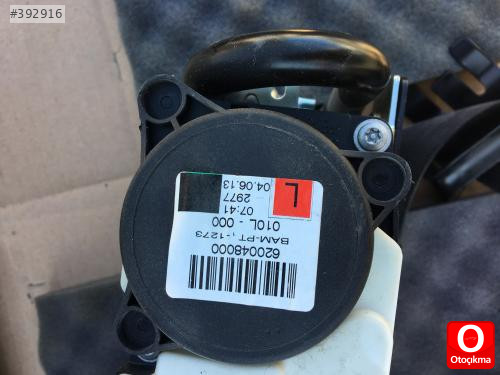 #392916
L
04.06.13
2977
07:41
010L - 000
BAM-PT , -1273
620048000
O
Otoçıkma